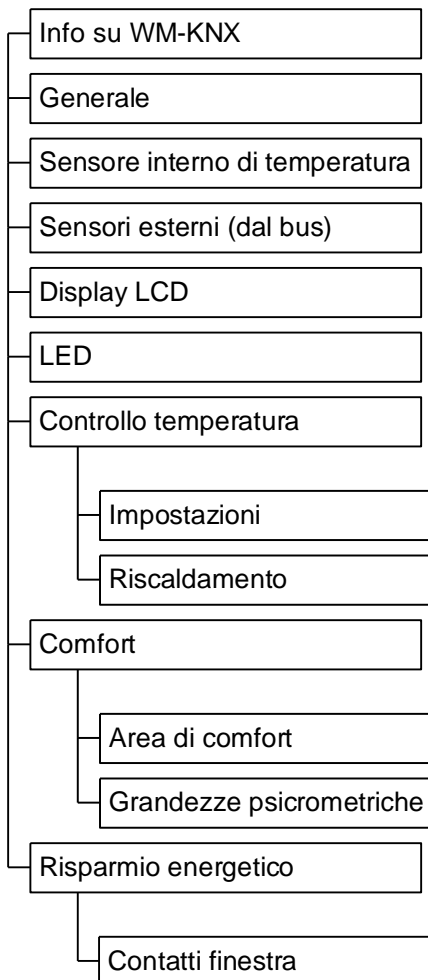 Info su WM-KNX
Generale
Sensore interno di temperatura
Sensori esterni (dal bus)
Display LCD
LED
Controllo temperatura
Impostazioni
Riscaldamento
Comfort
Area di comfort
Grandezze psicrometriche
Risparmio energetico
Contatti finestra